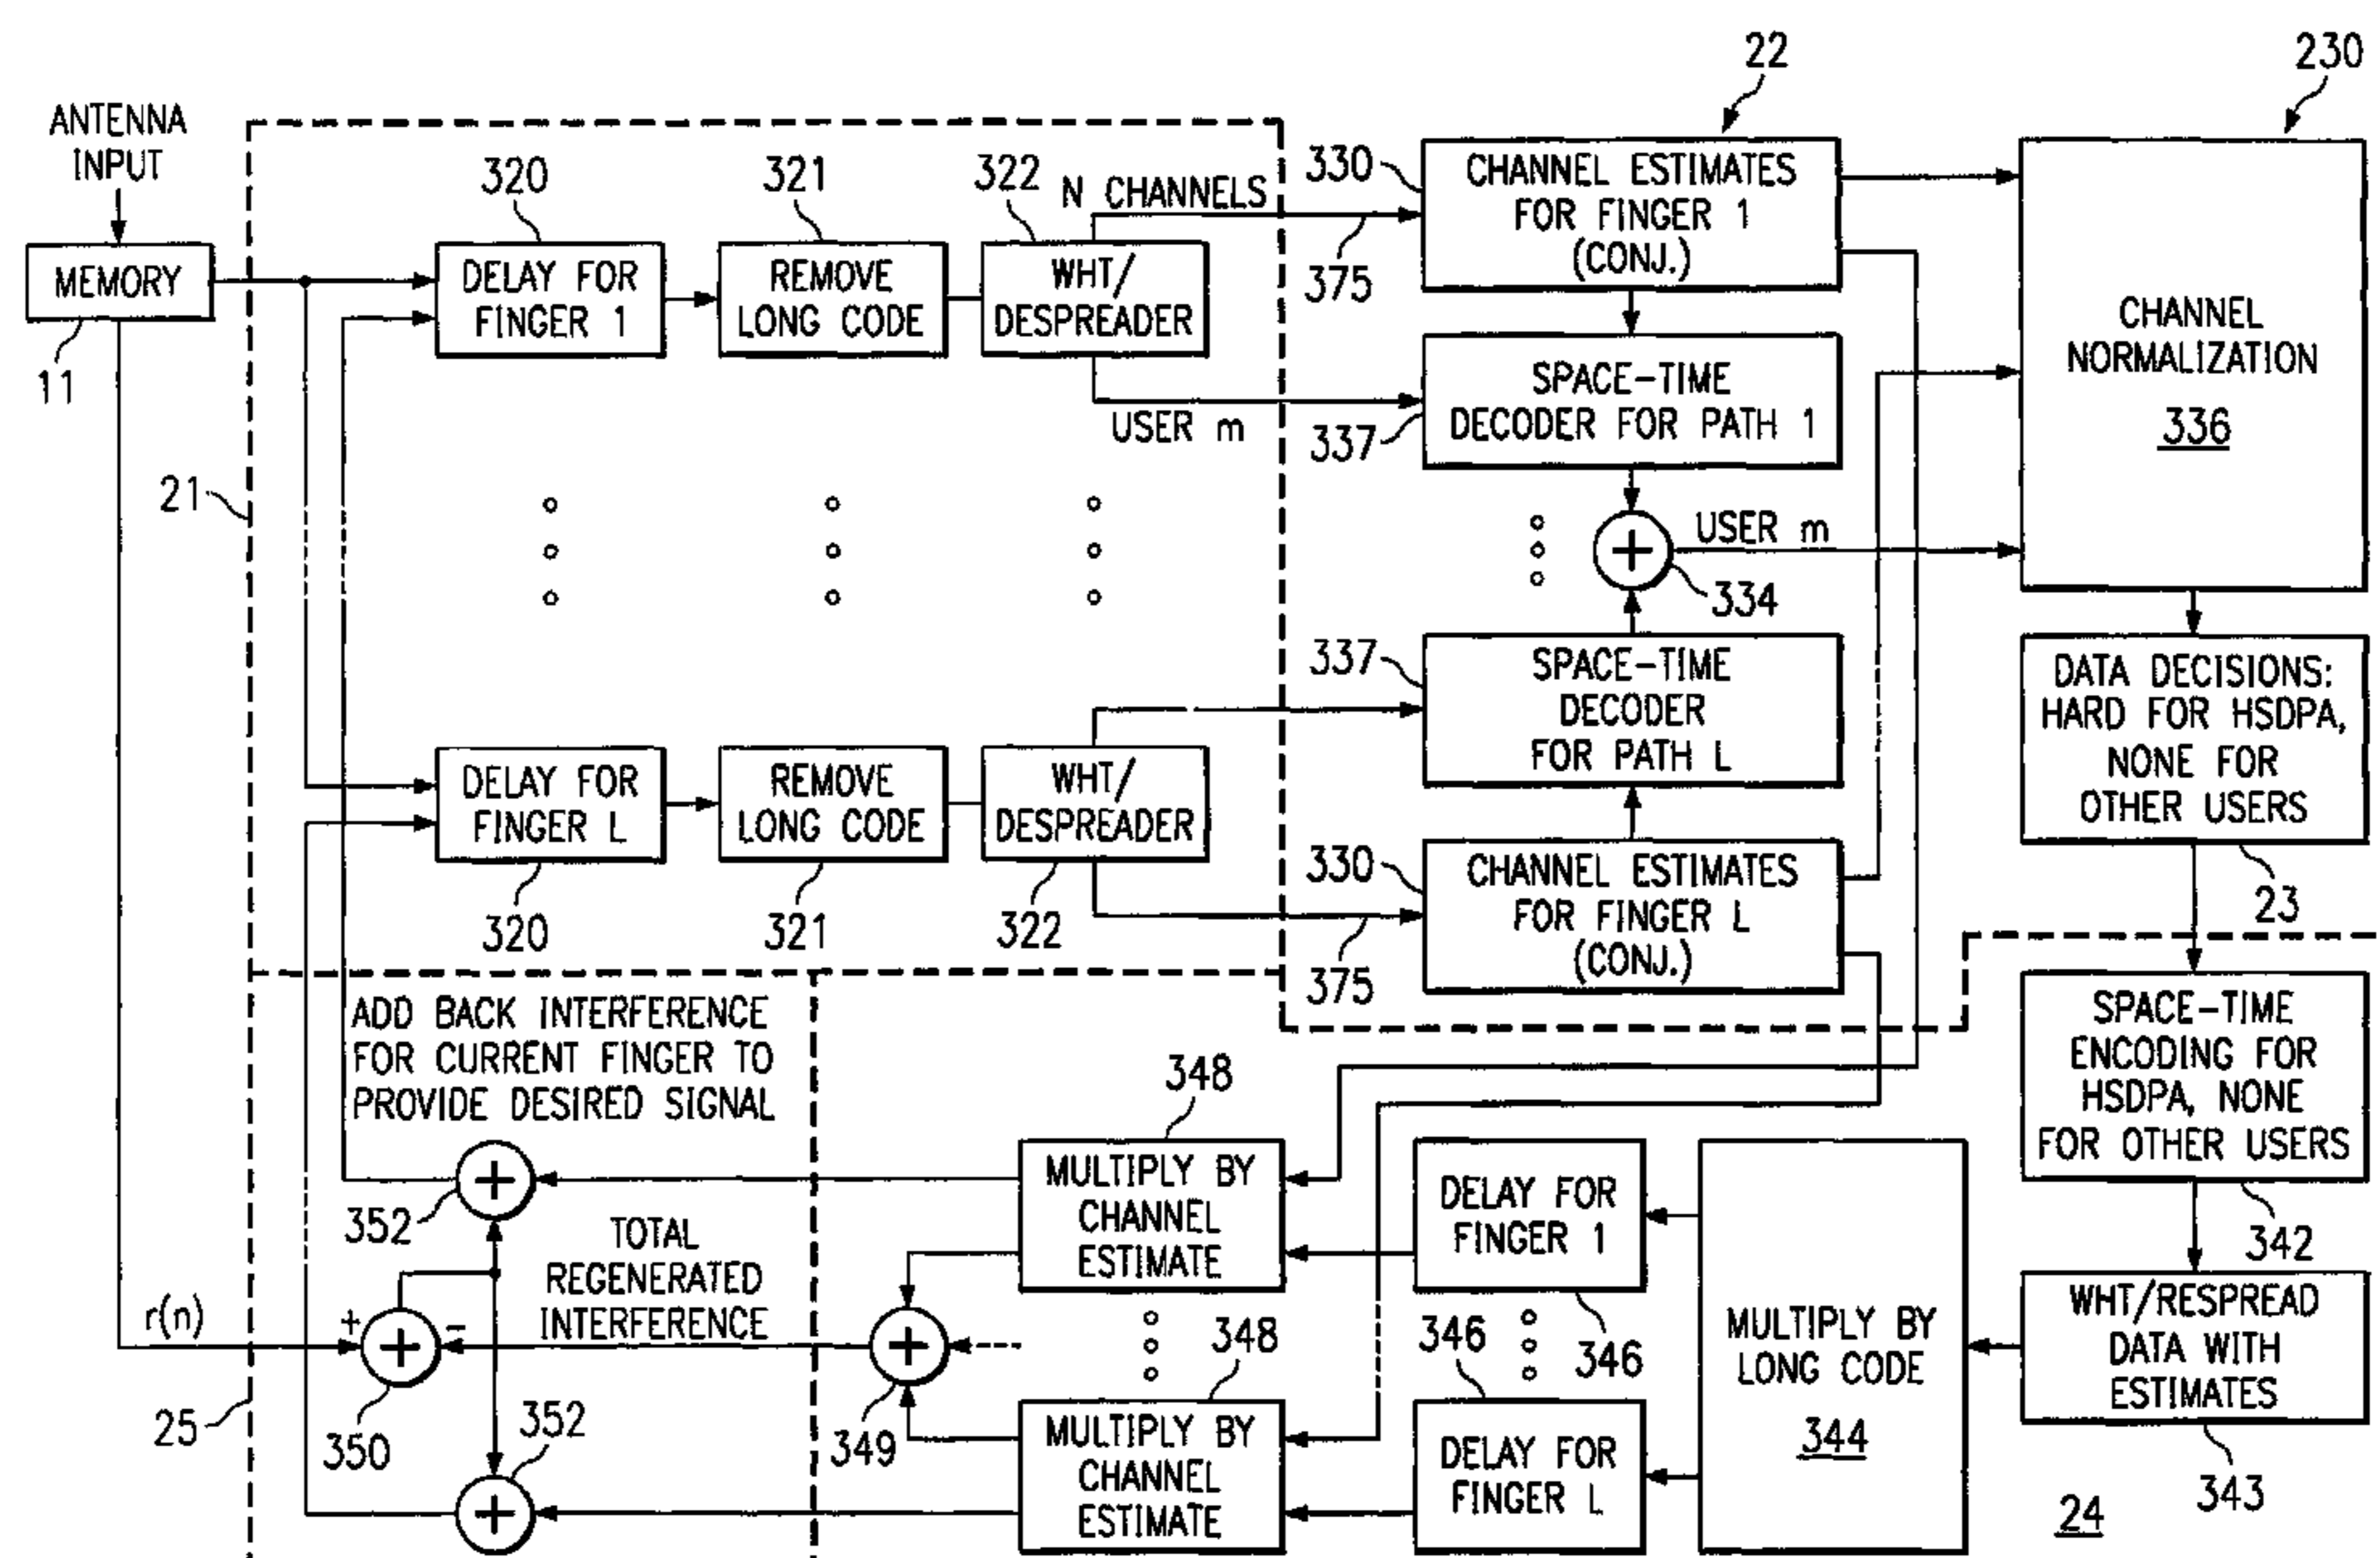 22
230
ANTENNA
INPUT
320
321
322
N CHANNELS
330
CHANNEL ESTIMATES
FOR FINGER 1
(CONJ.)
MEMORY
DELAY FOR
FINGER 1
REMOVE
LONG CODE
WHT/
DESPREADER
375
CHANNEL
NORMALIZATION
336
11
USER m
337
SPACE-TIME
DECODER FOR PATH 1
21
USER m
334
337
SPACE-TIME
DECODER
FOR PATH L
DATA DECISIONS:
HARD FOR HSDPA,
NONE FOR
OTHER USERS
DELAY FOR
FINGER L
REMOVE
LONG CODE
WHT/
DESPREADER
330
CHANNEL ESTIMATES
FOR FINGER L
(CONJ.)
23
320
321
322
375
ADD BACK INTERFERENCE
FOR CURRENT FINGER TO
PROVIDE DESIRED SIGNAL
SPACE-TIME
ENCODING FOR
HSDPA, NONE
FOR OTHER USERS
348
MULTIPLY BY
CHANNEL
ESTIMATE
DELAY FOR
FINGER 1
352
342
TOTAL
REGENERATED
INTERFERENCE
r(n)
+
+
-
+
+
+
+
346
346
348
MULTIPLY BY
LONG CODE
344
WHT/RESPREAD
DATA WITH
ESTIMATES
25
350
352
349
MULTIPLY BY
CHANNEL
ESTIMATE
DELAY FOR
FINGER L
343
24